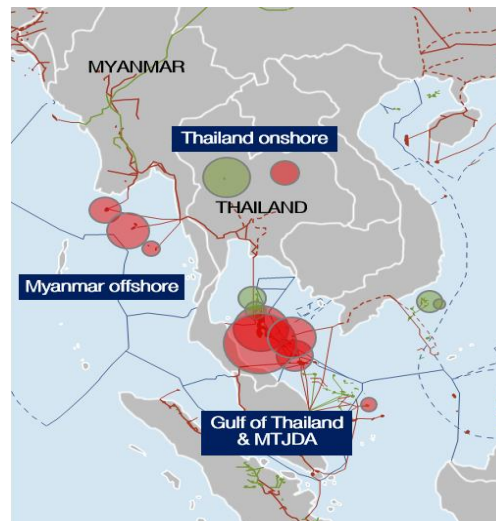 MYANMAR
Thailand onshore
THAILAND
Myanmar offshore
Gulf of Thailand
& MTJDA